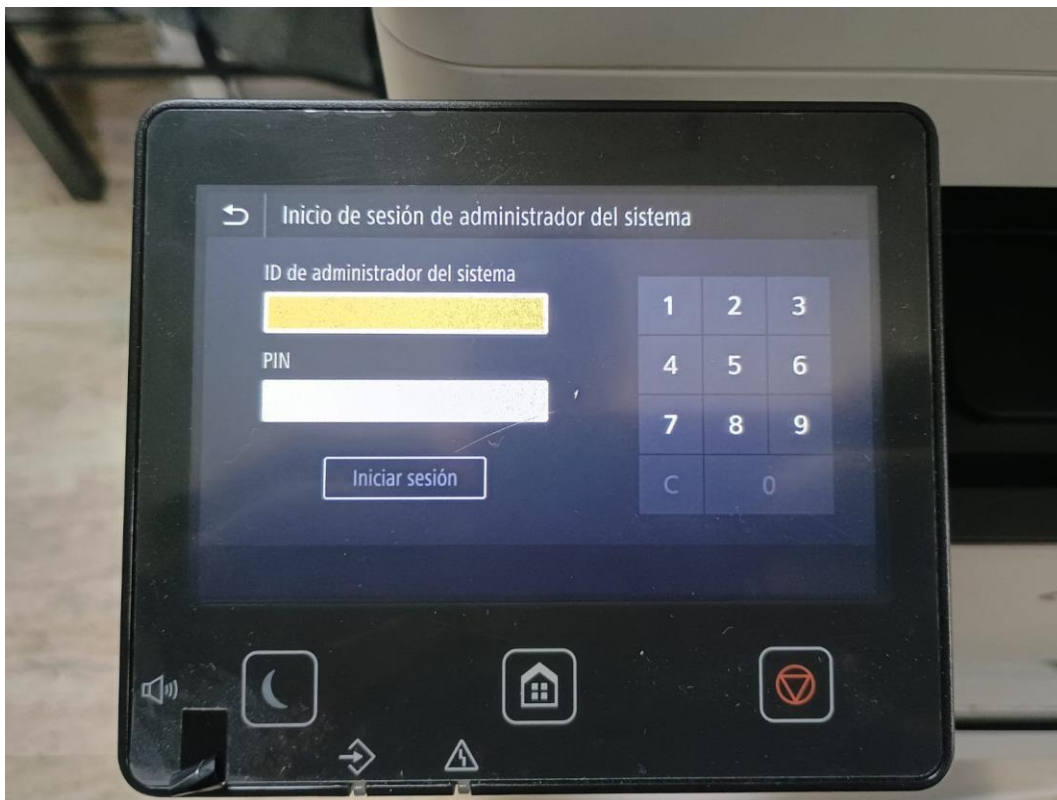 Inicio de sesión de administrador del sistema
ID de administrador del sistema
PIN
Iniciar sesión
1 2 3
4 5 6
7 8 9
C 0